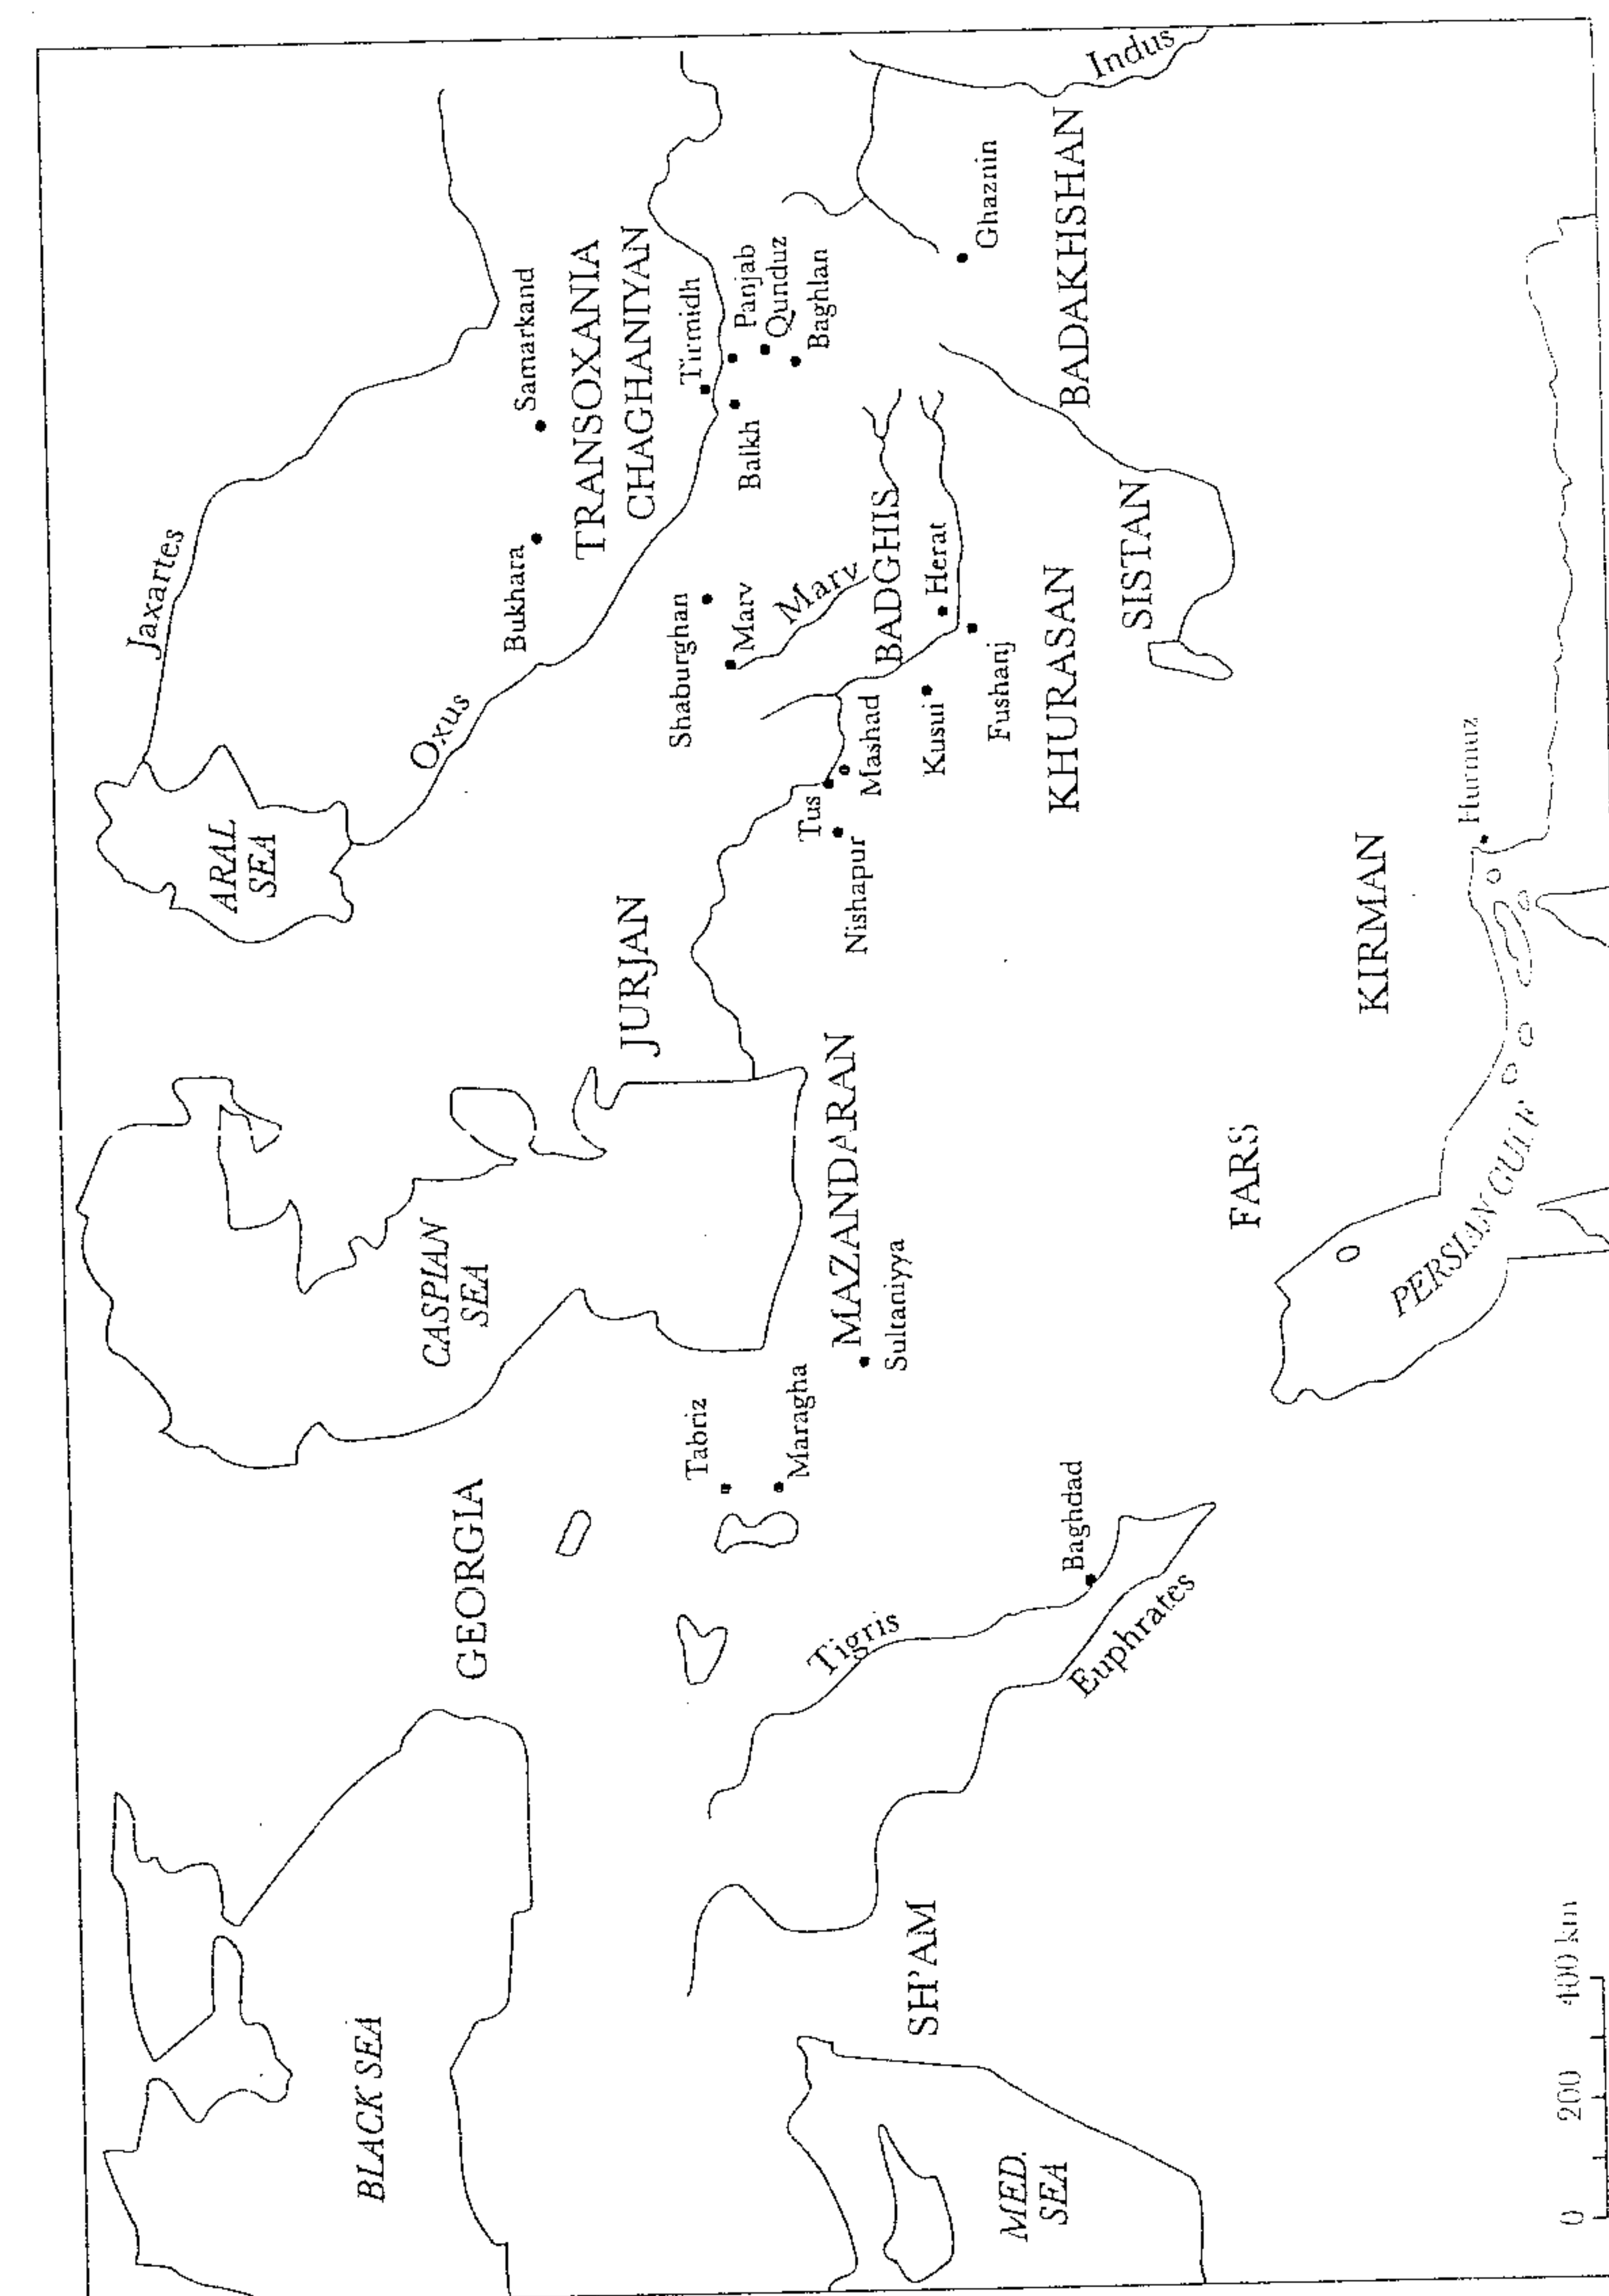 BLACK SEA
GEORGIA
CASPIAN
SEA
ARAL
SEA
Jaxartes
Oxus
Bukhara
Samarkand
TRANSOXANIA
CHAGHANIYAN
JURJAN
Tabriz
Maragha
MAZANDARAN
Sultaniyya
Shaburghan
Marv
Marv
Balkh
Tirmidh
Panjab
Qunduz
Baghlan
Tus
Nishapur
Mashad
Kusui
BADGHIS
Herat
Fushanj
KHURASAN
SISTAN
BADAKHSHAN
Ghaznin
Indus
MED.
SEA
SH'AM
Tigris
Euphrates
Baghdad
FARS
KIRMAN
Hurmuz
PERSIAN GULF
0 200 400 km